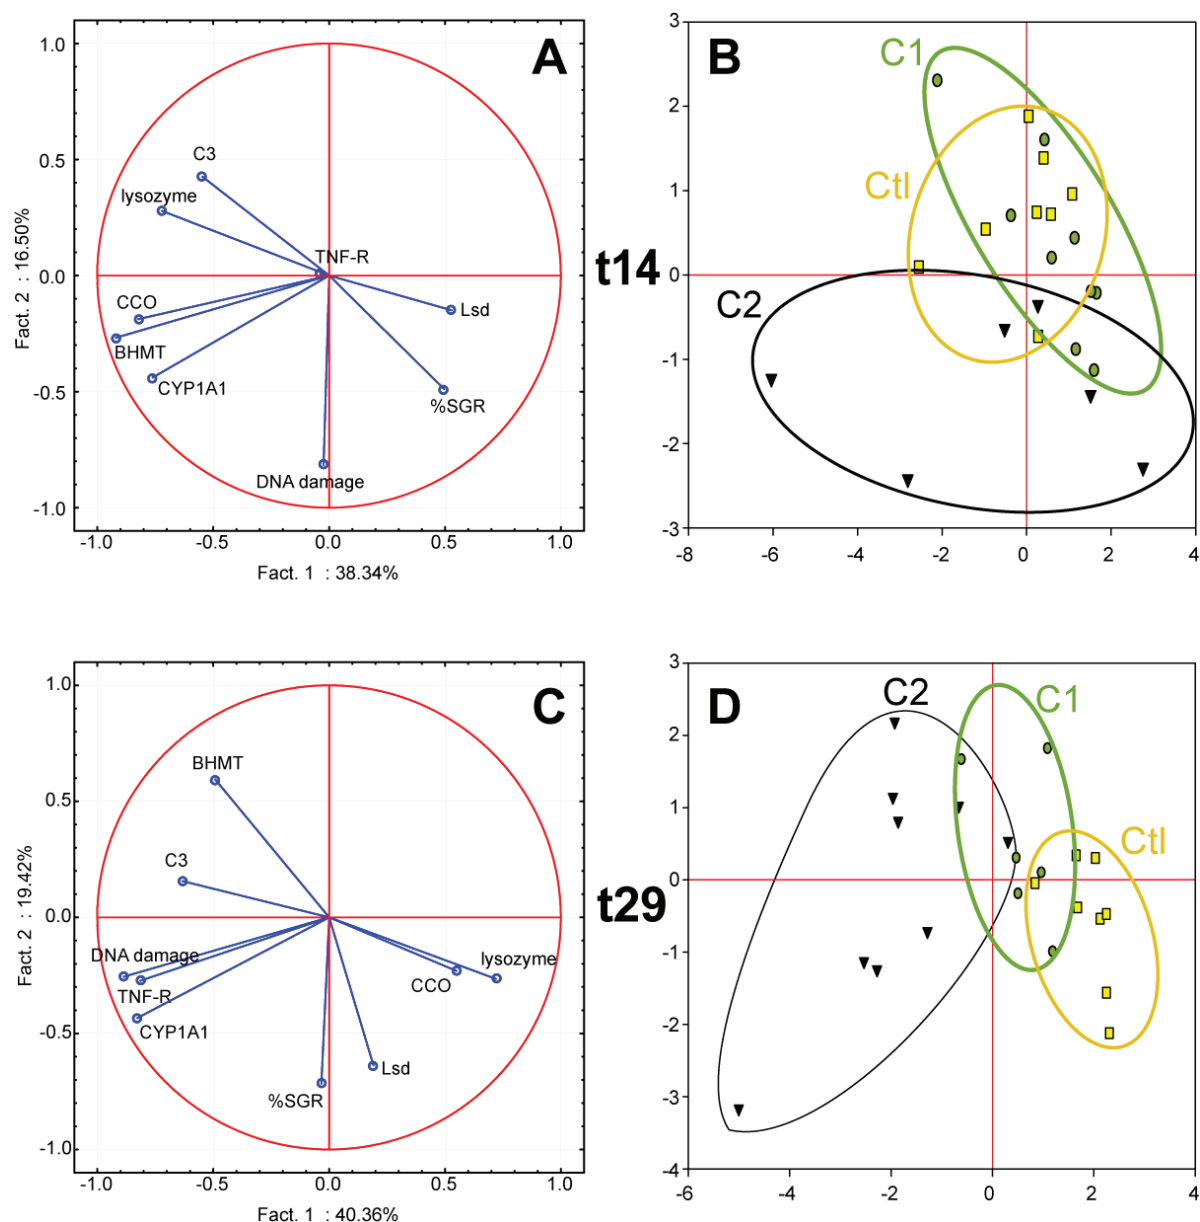 A
1.0
0.5
0.0
-0.5
-1.0
Fact. 2 : 16.50%
C3
lysozyme
TNF-R
CCO
BHMT
CYP1A1
Lsd
%SGR
DNA damage
-1.0
-0.5
0.0
0.5
1.0
Fact. 1 : 38.34%
t14
B
3
2
1
0
-1
-2
-3
C1
Ctl
C2
-8
-6
-4
-2
0
2
4
C
1.0
0.5
0.0
-0.5
-1.0
Fact. 2 : 19.42%
BHMT
C3
DNA damage
TNF-R
CYP1A1
lysozyme
CCO
%SGR
Lsd
-1.0
-0.5
0.0
0.5
1.0
Fact. 1 : 40.36%
t29
D
3
2
1
0
-1
-2
-3
-4
C2
C1
Ctl
-6
-4
-2
0
2
4